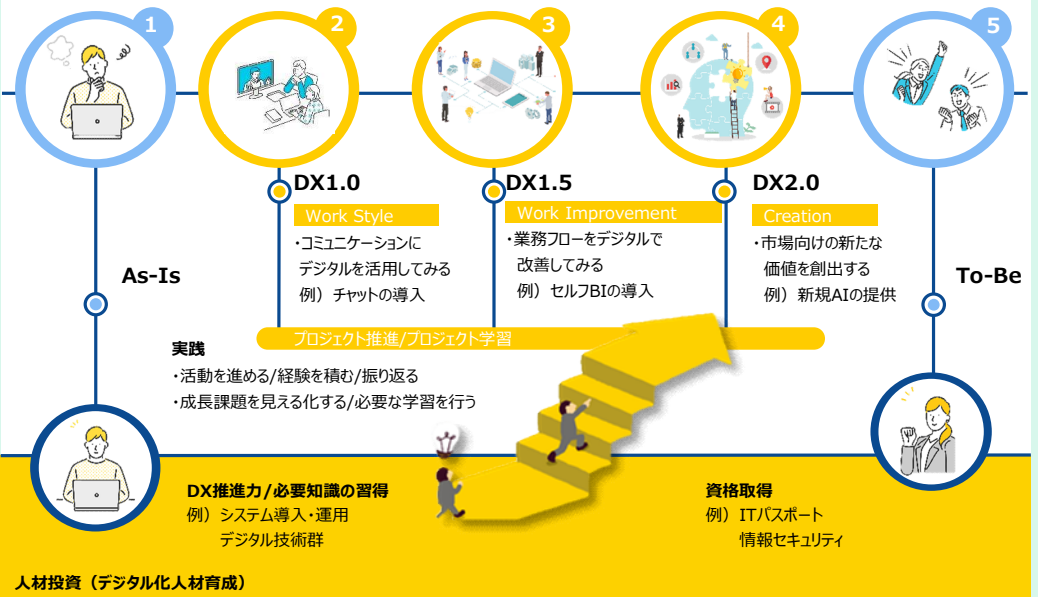 1
2
3
4
5
As-Is
DX1.0
Work Style
・コミュニケーションに
デジタルを活用してみる
例）チャットの導入
DX1.5
Work Improvement
・業務フローをデジタルで
改善してみる
例）セルフBIの導入
DX2.0
Creation
・市場向けの新たな
価値を創出する
例）新規AIの提供
To-Be
プロジェクト推進/プロジェクト学習
実践
・活動を進める/経験を積む/振り返る
・成長課題を見える化する/必要な学習を行う
DX推進力/必要知識の習得
例）システム導入・運用
デジタル技術群
資格取得
例）ITパスポート
情報セキュリティ
人材投資（デジタル化人材育成）